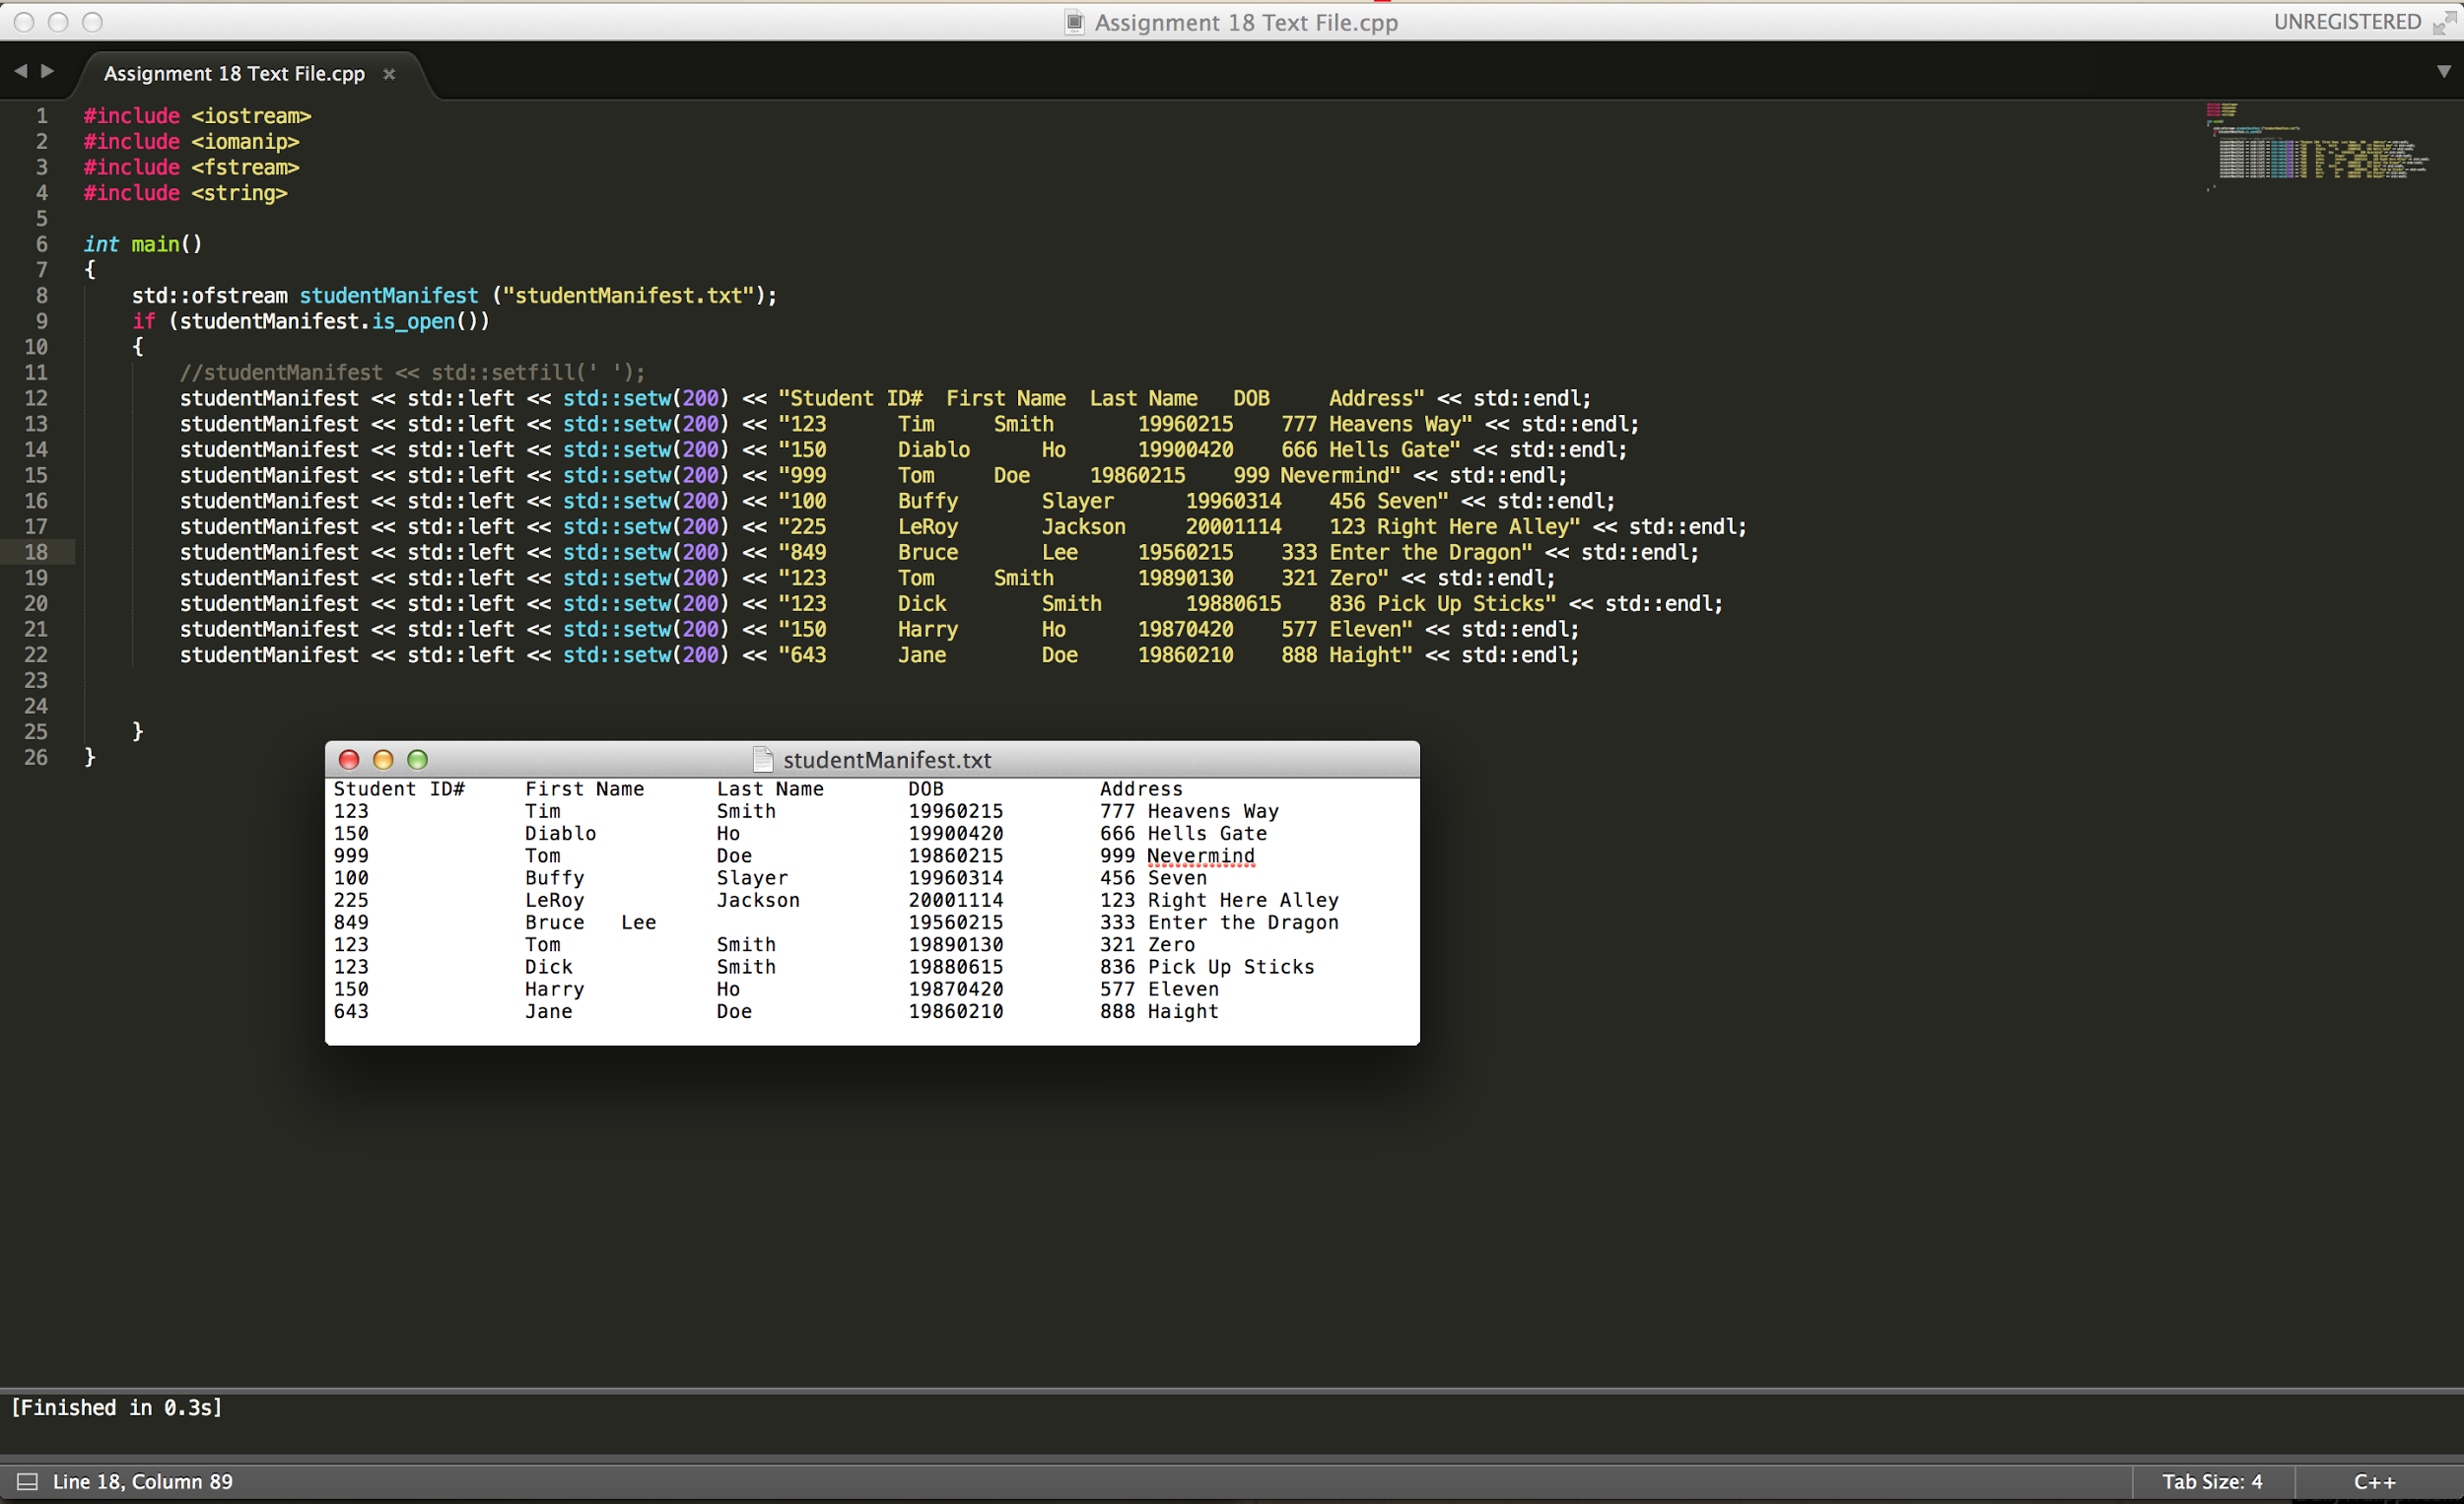 Assignment 18 Text File.cpp
UNREGISTERED
Assignment 18 Text File.cpp ×
1 #include <iostream>
2 #include <iomanip>
3 #include <fstream>
4 #include <string>
5
6 int main()
7 {
8     std::ofstream studentManifest ("studentManifest.txt");
9     if (studentManifest.is_open())
10     {
11         //studentManifest << std::setfill(' ');
12         studentManifest << std::left << std::setw(200) << "Student ID#  First Name  Last Name   DOB     Address" << std::endl;
13         studentManifest << std::left << std::setw(200) << "123      Tim     Smith       19960215    777 Heavens Way" << std::endl;
14         studentManifest << std::left << std::setw(200) << "150      Diablo      Ho      19900420    666 Hells Gate" << std::endl;
15         studentManifest << std::left << std::setw(200) << "999      Tom     Doe     19860215    999 Nevermind" << std::endl;
16         studentManifest << std::left << std::setw(200) << "100      Buffy       Slayer      19960314    456 Seven" << std::endl;
17         studentManifest << std::left << std::setw(200) << "225      LeRoy       Jackson     20001114    123 Right Here Alley" << std::endl;
18         studentManifest << std::left << std::setw(200) << "849      Bruce       Lee     19560215    333 Enter the Dragon" << std::endl;
19         studentManifest << std::left << std::setw(200) << "123      Tom     Smith       19890130    321 Zero" << std::endl;
20         studentManifest << std::left << std::setw(200) << "123      Dick        Smith       19880615    836 Pick Up Sticks" << std::endl;
21         studentManifest << std::left << std::setw(200) << "150      Harry       Ho      19870420    577 Eleven" << std::endl;
22         studentManifest << std::left << std::setw(200) << "643      Jane        Doe     19860210    888 Haight" << std::endl;
23
24
25     }
26 }
studentManifest.txt
Student ID#     First Name      Last Name       DOB             Address
123             Tim             Smith           19960215        777 Heavens Way
150             Diablo          Ho              19900420        666 Hells Gate
999             Tom             Doe             19860215        999 Nevermind
100             Buffy           Slayer          19960314        456 Seven
225             LeRoy           Jackson         20001114        123 Right Here Alley
849             Bruce   Lee                     19560215        333 Enter the Dragon
123             Tom             Smith           19890130        321 Zero
123             Dick            Smith           19880615        836 Pick Up Sticks
150             Harry           Ho              19870420        577 Eleven
643             Jane            Doe             19860210        888 Haight
[Finished in 0.3s]
Line 18, Column 89
Tab Size: 4
C++